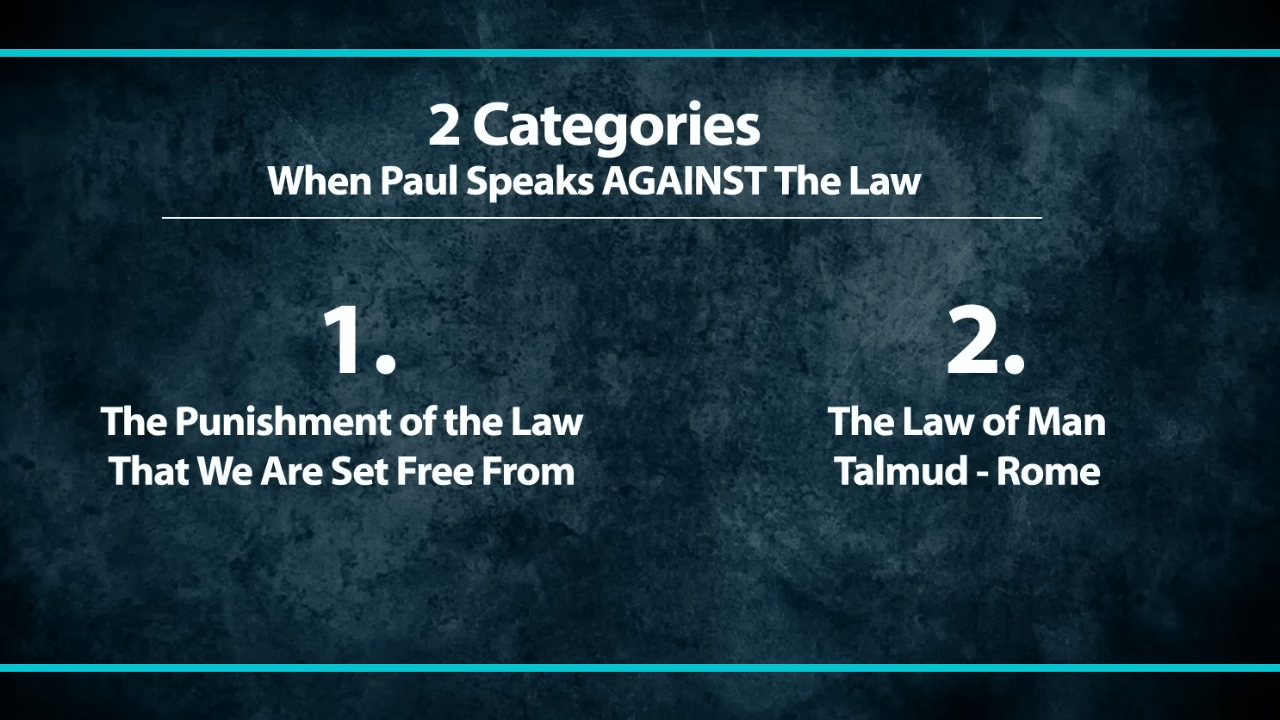 2 Categories
When Paul Speaks AGAINST The Law
1.
The Punishment of the Law
That We Are Set Free From
2.
The Law of Man
Talmud - Rome